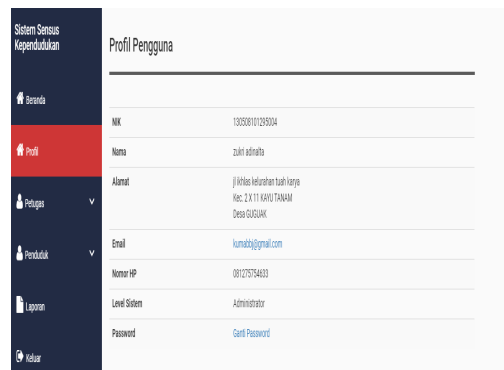 Sistem Sensus
Kependudukan
Beranda
Profil
Petugas
Penduduk
Laporan
Keluar
Profil Pengguna
NIK 130508101295004
Nama zukri adinalta
Alamat jl ikhlas kelurahan tuah karya
Kec. 2 X 11 KAYU TANAM
Desa GUGUAK
Email kumabbj@gmail.com
Nomor HP 081275754633
Level Sistem Administrator
Password Ganti Password